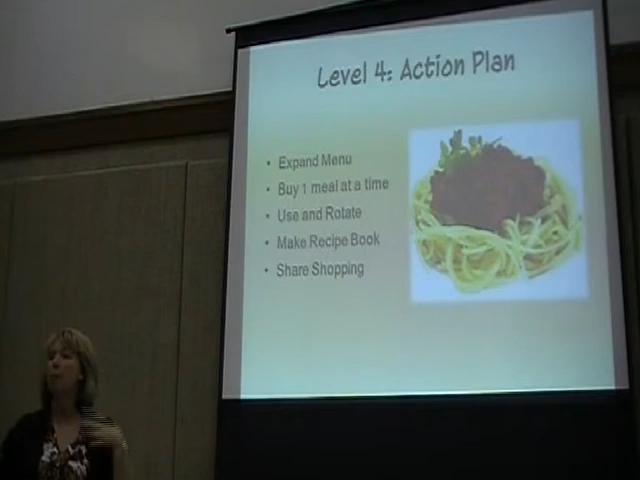 Level 4: Action Plan
• Expand Menu
• Buy 1 meal at a time
• Use and Rotate
• Make Recipe Book
• Share Shopping